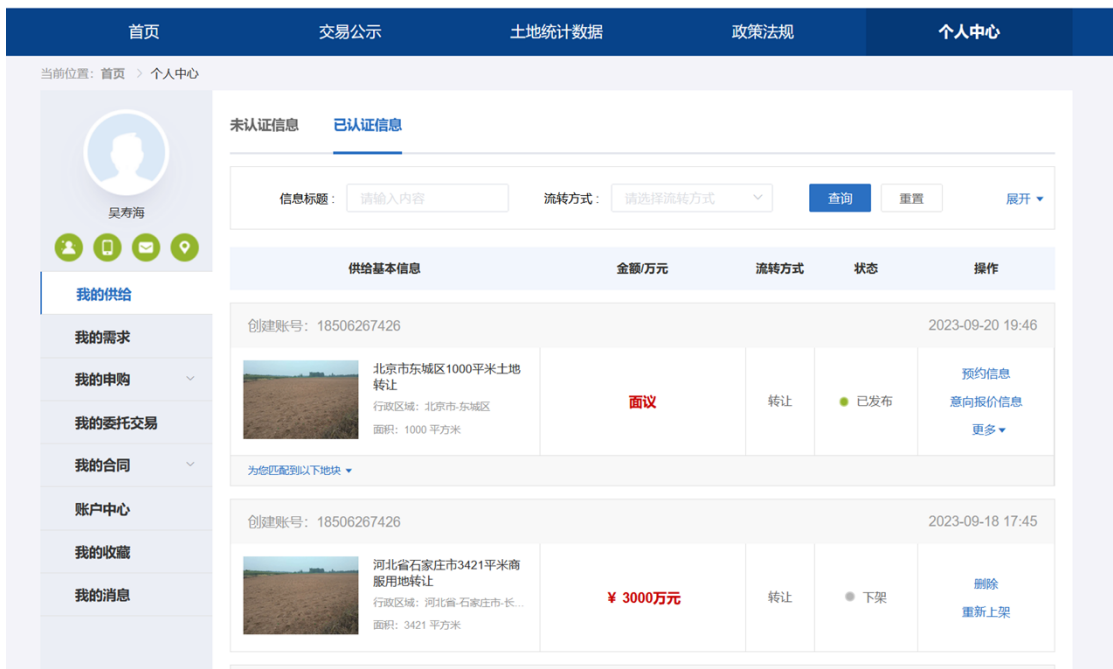 首页
交易公示
土地统计数据
政策法规
个人中心
当前位置：首页 > 个人中心
吴寿海
我的供给
我的需求
我的申购
我的委托交易
我的合同
账户中心
我的收藏
我的消息
未认证信息
已认证信息
信息标题：
请输入内容
流转方式：
请选择流转方式
查询
重置
展开
供给基本信息
金额/万元
流转方式
状态
操作
创建账号：18506267426
2023-09-20 19:46
北京市东城区1000平米土地
转让
行政区域：北京市-东城区
面积：1000 平方米
面议
转让
已发布
预约信息
意向报价信息
更多
为您匹配到以下地块
创建账号：18506267426
2023-09-18 17:45
河北省石家庄市3421平米商
服用地转让
行政区域：河北省-石家庄市-长...
面积：3421 平方米
¥ 3000万元
转让
下架
删除
重新上架